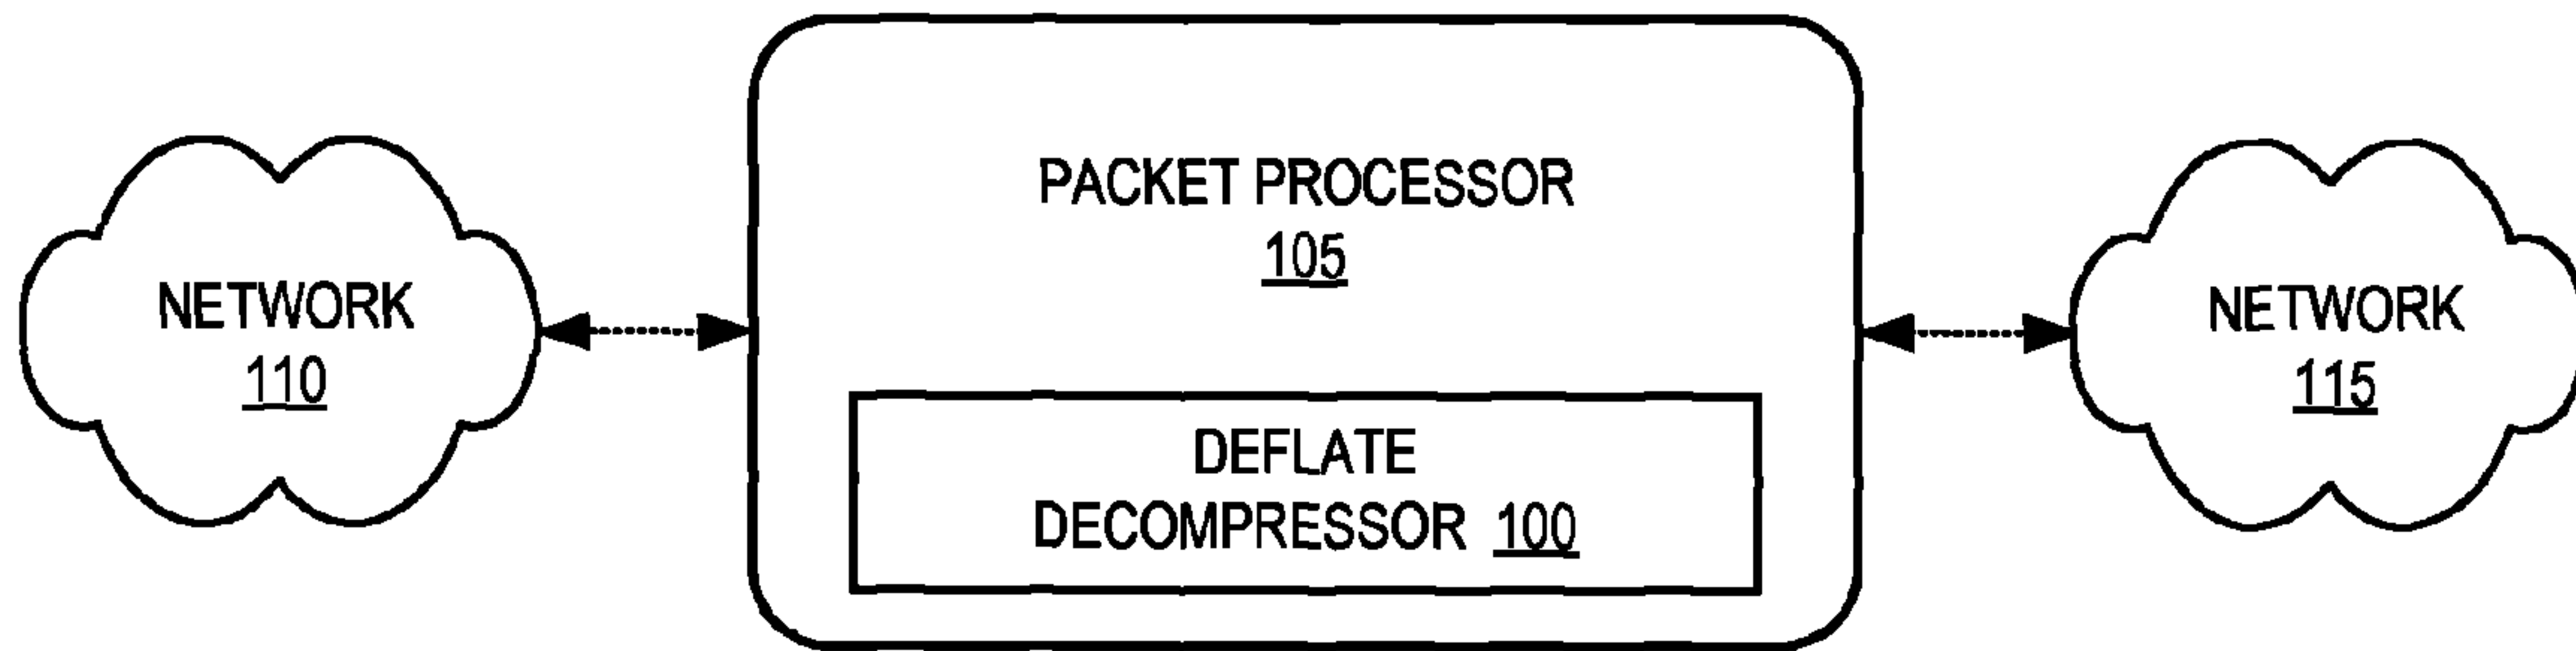 NETWORK
110
PACKET PROCESSOR
105
DEFLATE
DECOMPRESSOR 100
NETWORK
115